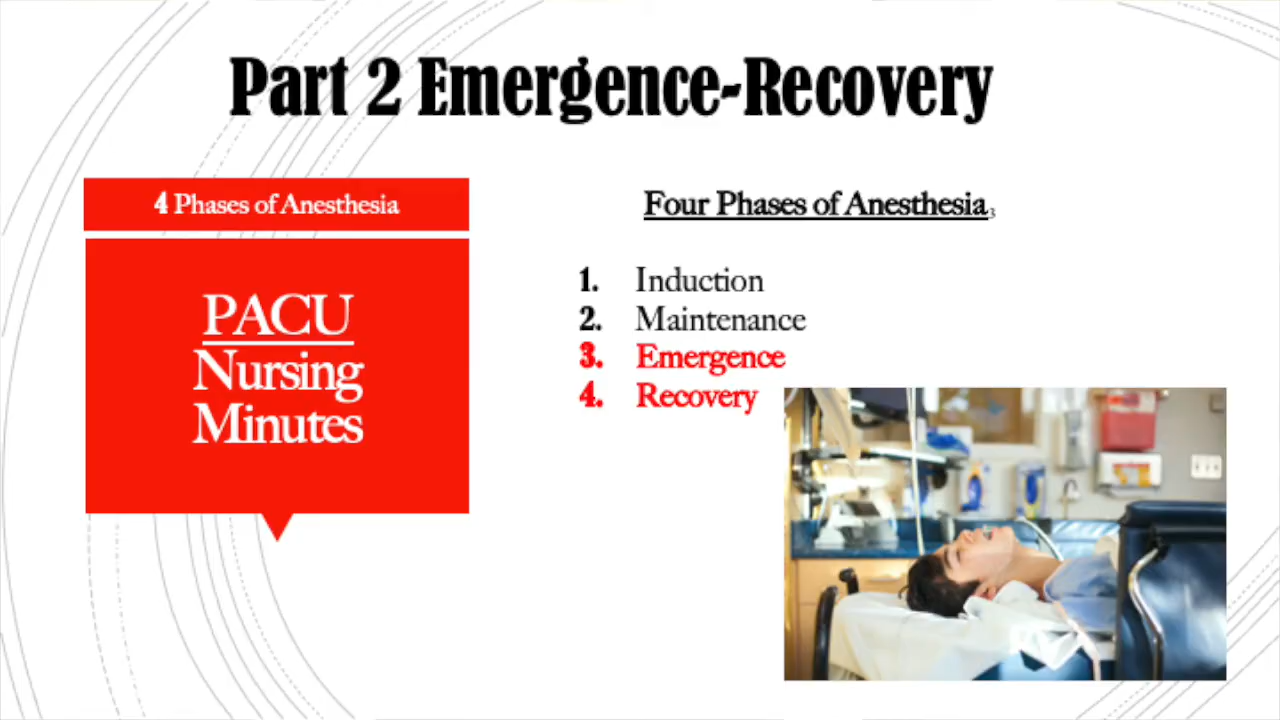 Part 2 Emergence-Recovery
4 Phases of Anesthesia
PACU
Nursing
Minutes
Four Phases of Anesthesia3
1. Induction
2. Maintenance
3. Emergence
4. Recovery